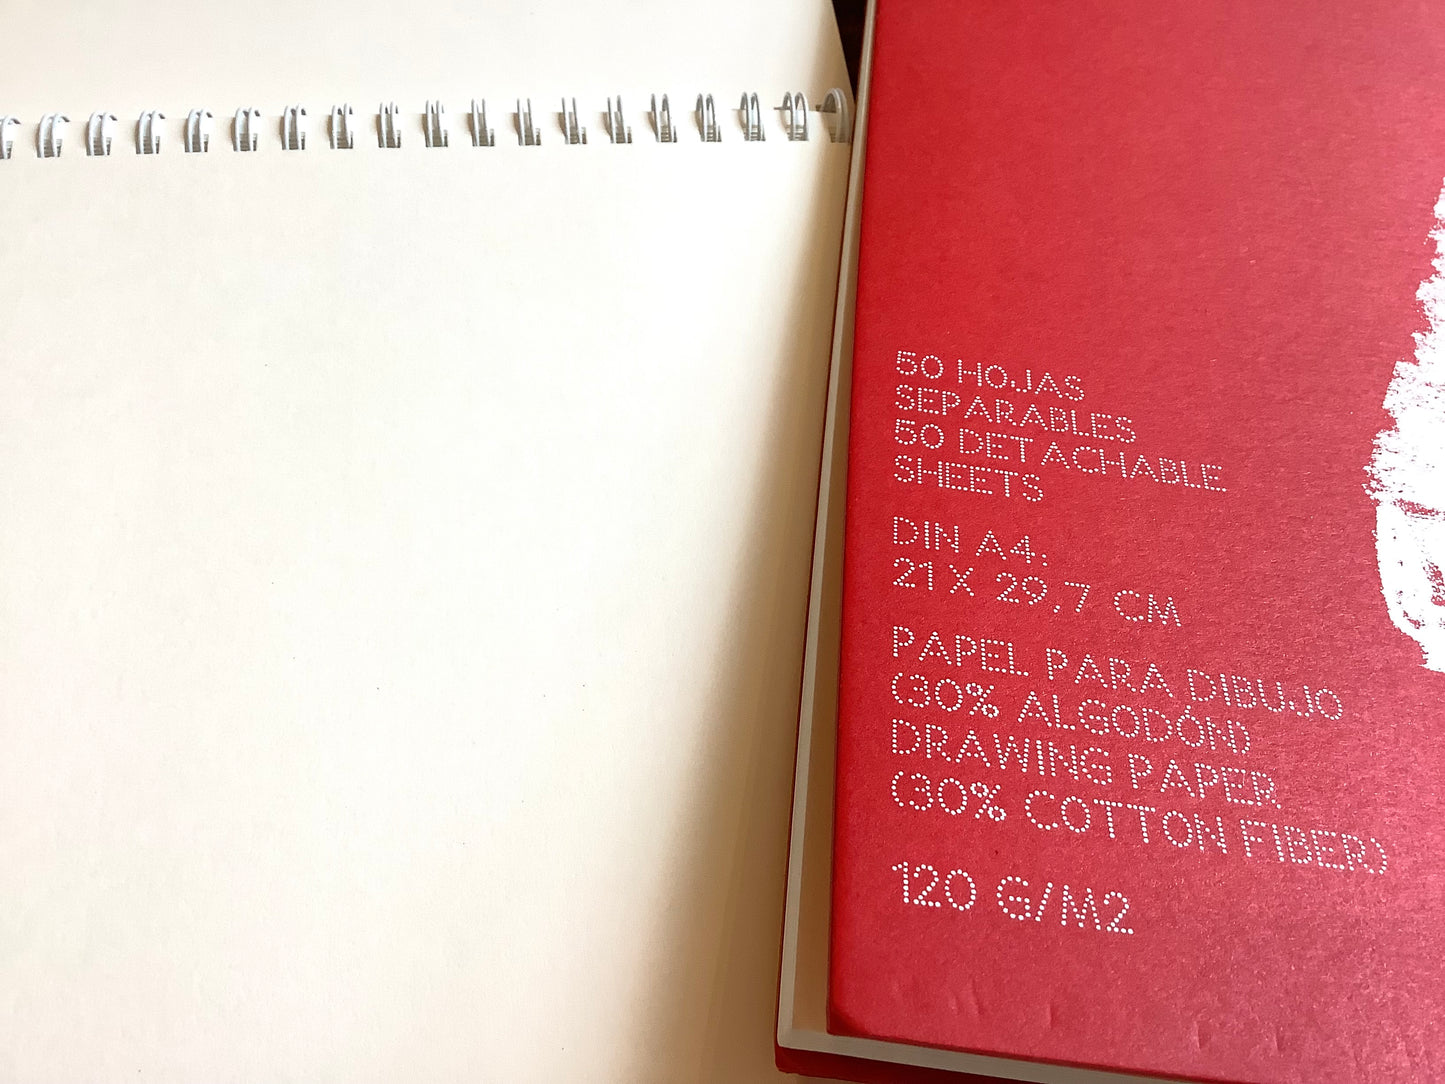 50 HOJAS
SEPARABLES
50 DETACHABLE
SHEETS
DIN A4:
21 X 29,7 CM
PAPEL PARA DIBUJO
(30% ALGODÓN)
DRAWING PAPER
(30% COTTON FIBER)
120 G/M2